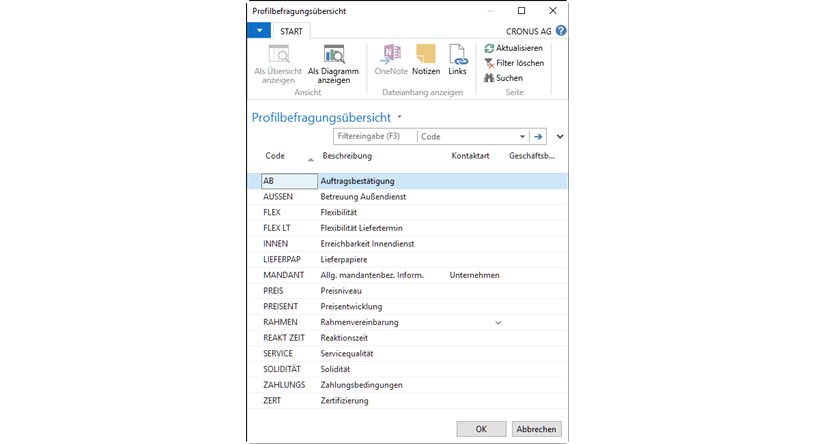 Profilbefragungsübersicht
START
CRONUS AG
Als Übersicht anzeigen
Als Diagramm anzeigen
Ansicht
OneNote Notizen Links
Dateianhang anzeigen
Aktualisieren
Filter löschen
Suchen
Seite
Profilbefragungsübersicht
Filtereingabe (F3) Code
Code Beschreibung Kontaktart Geschäftsb...
AB Auftragsbestätigung
AUSSEN Betreuung Außendienst
FLEX Flexibilität
FLEX LT Flexibilität Liefertermin
INNEN Erreichbarkeit Innendienst
LIEFERPAP Lieferpapiere
MANDANT Allg. mandantenbez. Inform. Unternehmen
PREIS Preisniveau
PREISENT Preisentwicklung
RAHMEN Rahmenvereinbarung
REAKT ZEIT Reaktionszeit
SERVICE Servicequalität
SOLIDITÄT Solidität
ZAHLUNGS Zahlungsbedingungen
ZERT Zertifizierung
OK Abbrechen